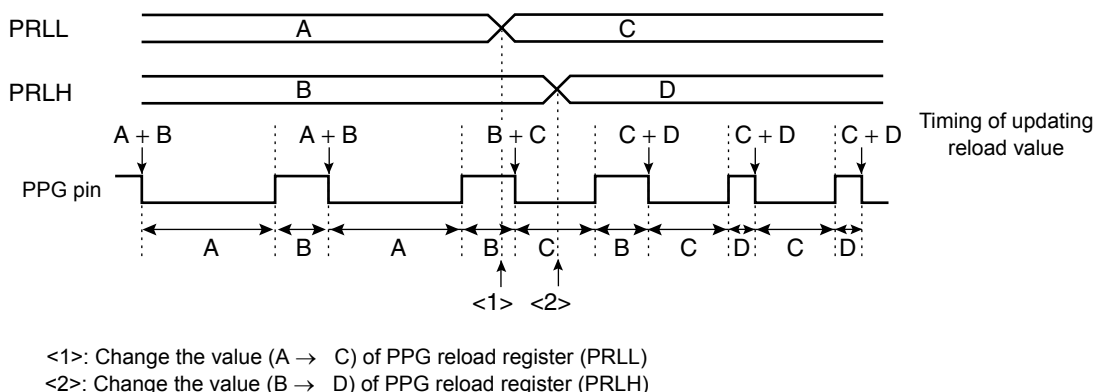 PRLL A C
PRLH B D
A + B A + B B + C C + D C + D C + D Timing of updating
reload value
PPG pin
A B A B C B C D C D
<1> <2>
<1>: Change the value (A → C) of PPG reload register (PRLL)
<2>: Change the value (B → D) of PPG reload register (PRLH)